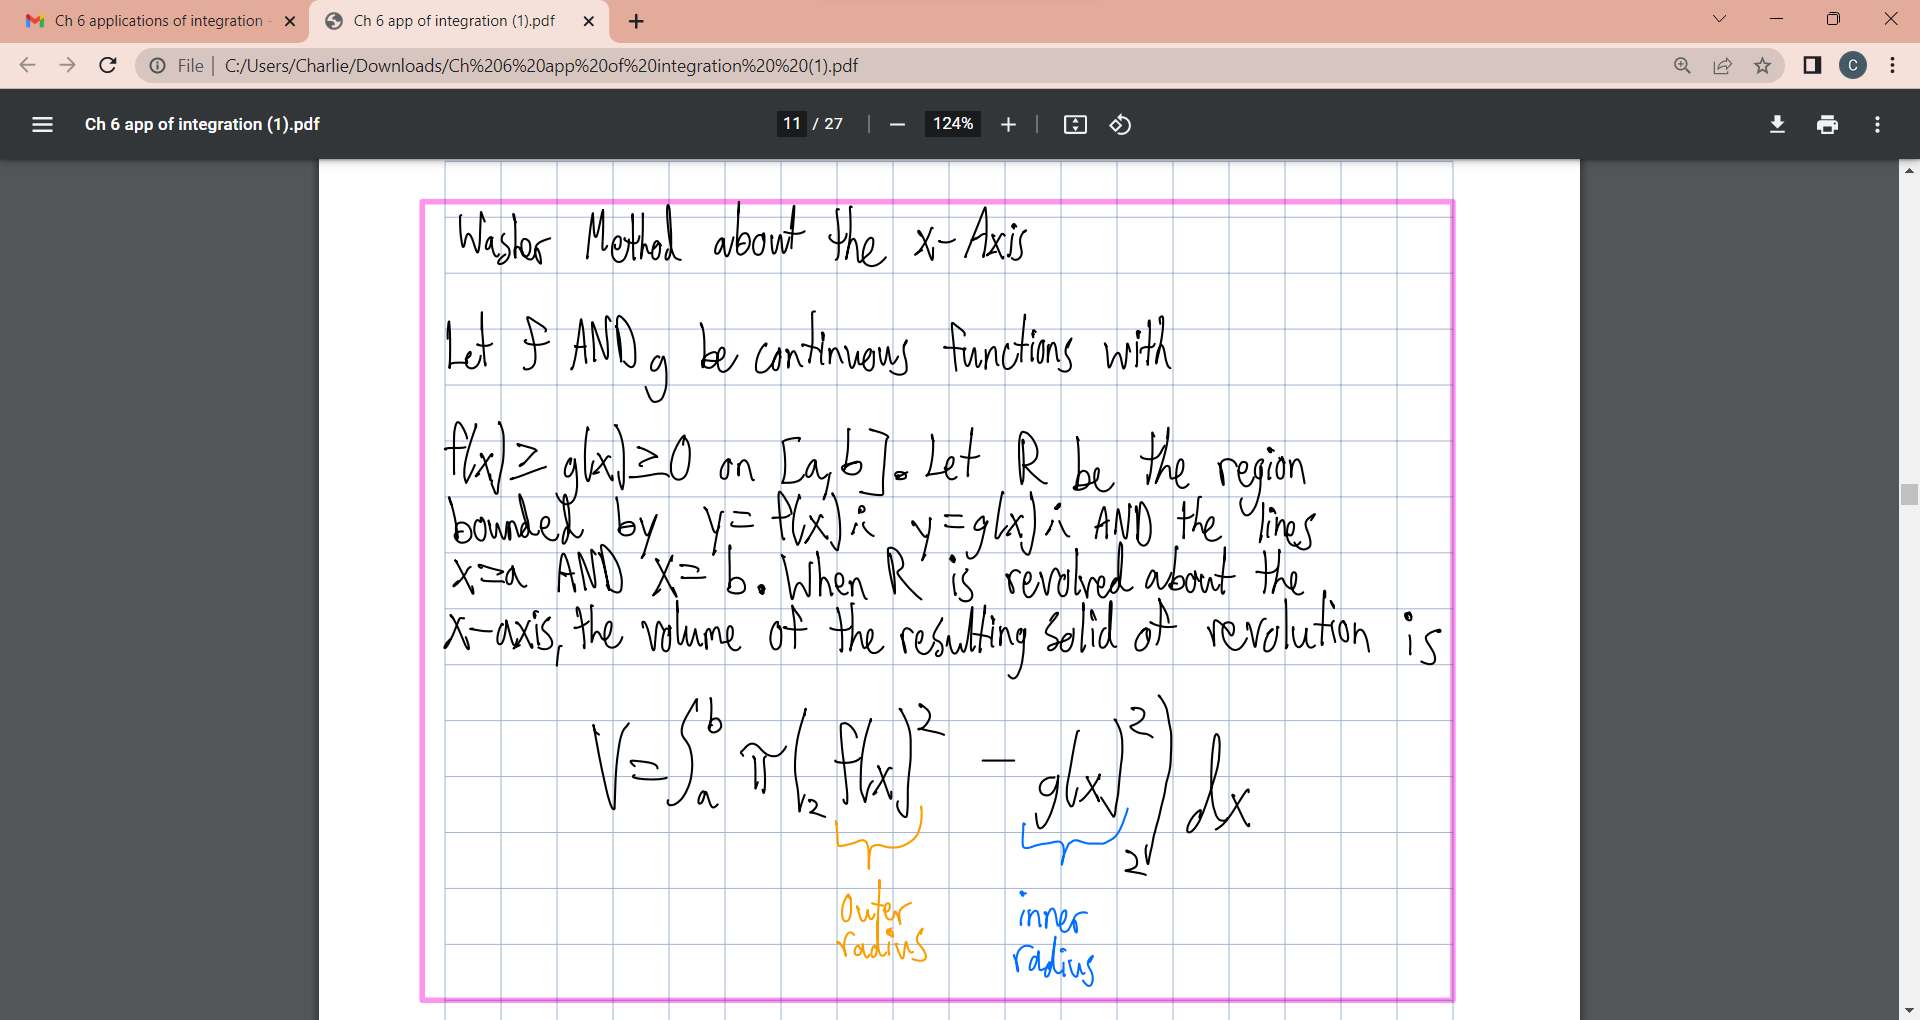 Ch 6 applications of integration -
Ch 6 app of integration (1).pdf
File | C:/Users/Charlie/Downloads/Ch%206%20app%20of%20integration%20%20(1).pdf
C
Ch 6 app of integration (1).pdf
11 / 27
124%
Washer Method about the x-Axis
Let f AND g be continuous functions with
f(x) ≥ g(x) ≥ 0 on [a, b]. Let R be the region
bounded by y = f(x) ; y = g(x) ; AND the lines
x = a AND x = b. When R is revolved about the
x-axis, the volume of the resulting solid of revolution is
V = ∫_a^b π(₂ f(x)² − g(x)² )₂ dx
Outer inner
radius radius